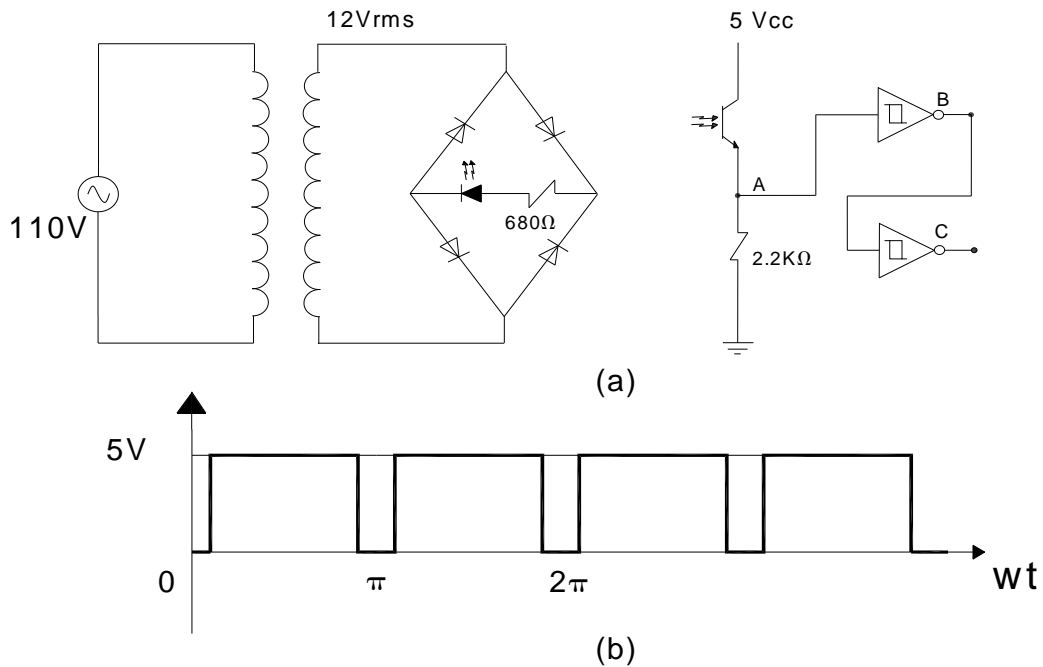 12Vrms
5 Vcc
B
A
110V
680Ω
C
2.2KΩ
(a)
5V
0
π
2π
wt
(b)